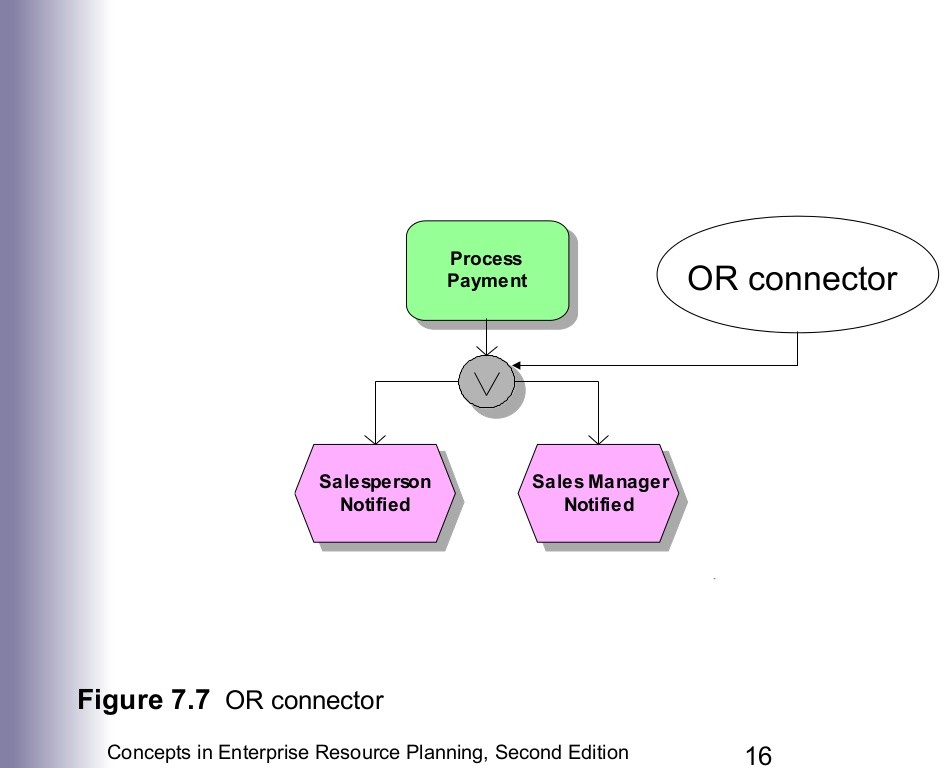 Process
Payment
OR connector
V
Salesperson
Notified
Sales Manager
Notified
Figure 7.7 OR connector
Concepts in Enterprise Resource Planning, Second Edition
16